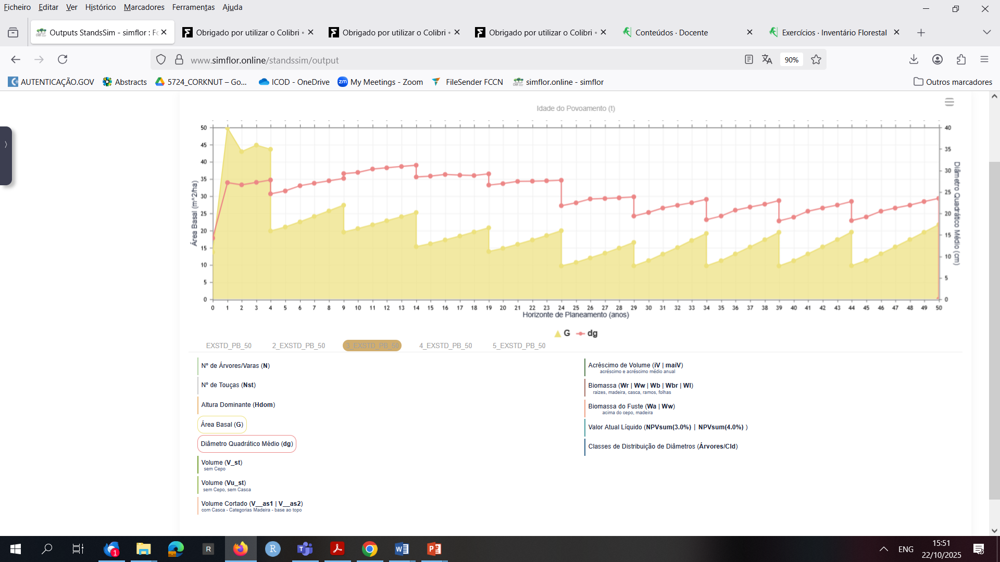 Ficheiro Editar Ver Histórico Marcadores Ferramentas Ajuda
Outputs StandsSim - simflor : Fo
Obrigado por utilizar o Colibri •
Obrigado por utilizar o Colibri •
Obrigado por utilizar o Colibri •
Conteúdos · Docente
Exercícios · Inventário Florestal
www.simflor.online/standssim/output
90%
AUTENTICAÇÃO.GOV
Abstracts
5724_CORKNUT – Go...
ICOD - OneDrive
zm My Meetings - Zoom
FileSender FCCN
simflor.online - simflor
Outros marcadores
Idade do Povoamento (t)
50 45 40 35 30 25 20 15 10 5 0
Área Basal (m^2/ha)
40 35 30 25 20 15 10 5 0
Diâmetro Quadrático Médio (cm)
0 1 2 3 4 5 6 7 8 9 10 11 12 13 14 15 16 17 18 19 20 21 22 23 24 25 26 27 28 29 30 31 32 33 34 35 36 37 38 39 40 41 42 43 44 45 46 47 48 49 50
Horizonte de Planeamento (anos)
G dg
EXSTD_PB_50 2_EXSTD_PB_50 3_EXSTD_PB_50 4_EXSTD_PB_50 5_EXSTD_PB_50
Nº de Árvores/Varas (N)
Nº de Touças (Nst)
Altura Dominante (Hdom)
Área Basal (G)
Diâmetro Quadrático Médio (dg)
Volume (V_st)
sem Cepo
Volume (Vu_st)
sem Cepo, sem Casca
Volume Cortado (V__as1 | V__as2)
com Casca - Categorias Madeira - base ao topo
Acréscimo de Volume (iV | maiV)
acréscimo e acréscimo médio anual
Biomassa (Wr | Ww | Wb | Wbr | Wl)
raizes, madeira, casca, ramos, folhas
Biomassa do Fuste (Wa | Ww)
acima do cepo, madeira
Valor Atual Líquido (NPVsum(3.0%) | NPVsum(4.0%) )
Classes de Distribuição de Diâmetros (Árvores/Cld)
1
R
R
ENG
15:51
22/10/2025